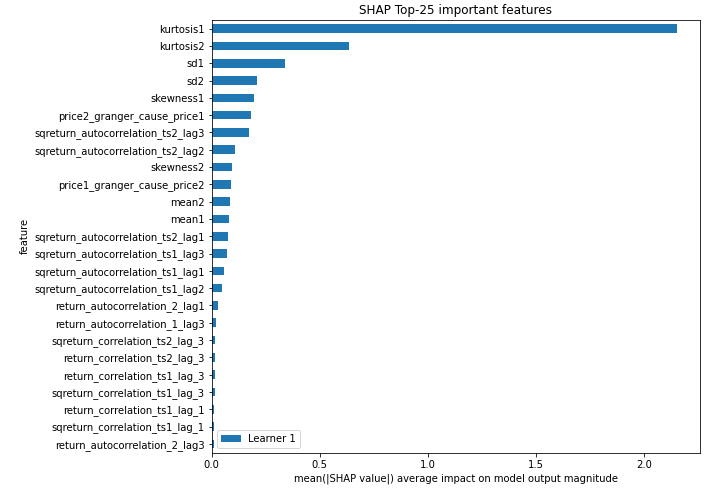 SHAP Top-25 important features
kurtosis1
kurtosis2
sd1
sd2
skewness1
price2_granger_cause_price1
sqreturn_autocorrelation_ts2_lag3
sqreturn_autocorrelation_ts2_lag2
skewness2
price1_granger_cause_price2
mean2
mean1
sqreturn_autocorrelation_ts2_lag1
sqreturn_autocorrelation_ts1_lag3
sqreturn_autocorrelation_ts1_lag1
sqreturn_autocorrelation_ts1_lag2
return_autocorrelation_2_lag1
return_autocorrelation_1_lag3
sqreturn_correlation_ts2_lag_3
return_correlation_ts2_lag_3
return_correlation_ts1_lag_3
sqreturn_correlation_ts1_lag_3
return_correlation_ts1_lag_1
sqreturn_correlation_ts1_lag_1
return_autocorrelation_2_lag3
feature
Learner 1
0.0 0.5 1.0 1.5 2.0
mean(|SHAP value|) average impact on model output magnitude